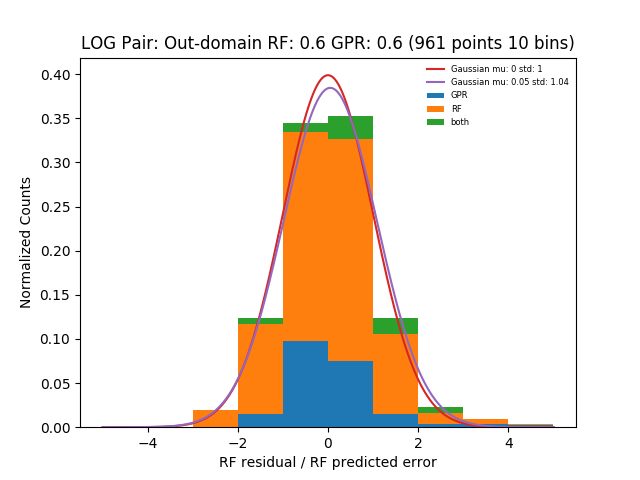 LOG Pair: Out-domain RF: 0.6 GPR: 0.6 (961 points 10 bins)
Gaussian mu: 0 std: 1
Gaussian mu: 0.05 std: 1.04
GPR
RF
both
Normalized Counts
0.40
0.35
0.30
0.25
0.20
0.15
0.10
0.05
0.00
−4 −2 0 2 4
RF residual / RF predicted error